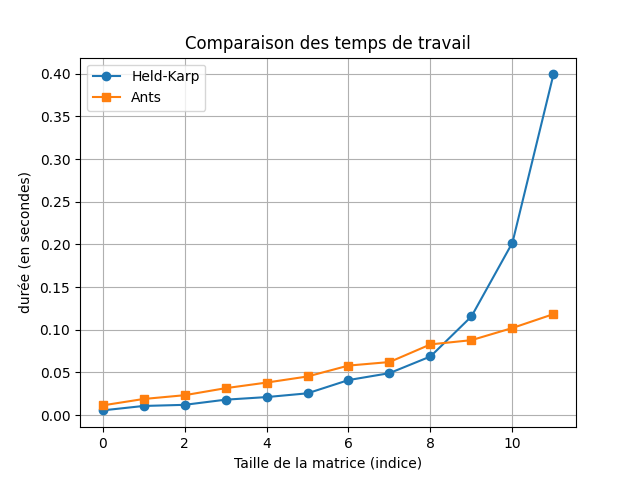 Comparaison des temps de travail
Held-Karp
Ants
0.40
0.35
0.30
0.25
0.20
0.15
0.10
0.05
0.00
durée (en secondes)
0 2 4 6 8 10
Taille de la matrice (indice)